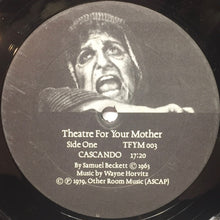 Theatre For Your Mother
Side One TFYM 003
CASCANDO 17:20
By Samuel Beckett © 1963
Music by Wayne Horvitz
© ℗ 1979, Other Room Music (ASCAP)